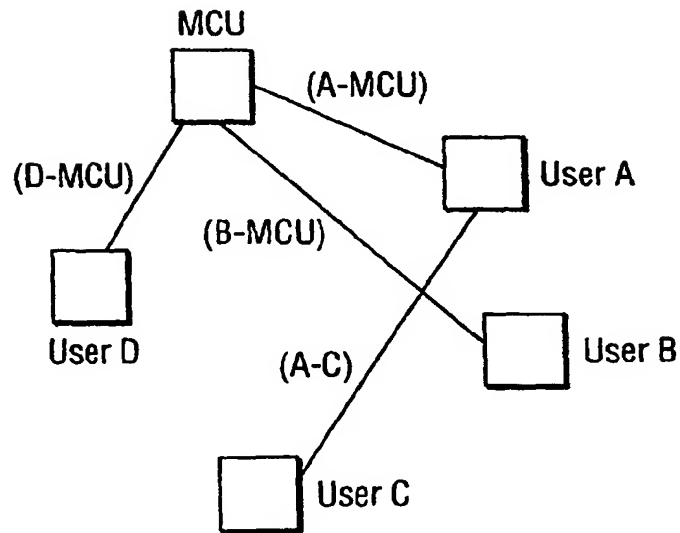 MCU
(A-MCU)
User A
(D-MCU)
(B-MCU)
User D
User B
(A-C)
User C